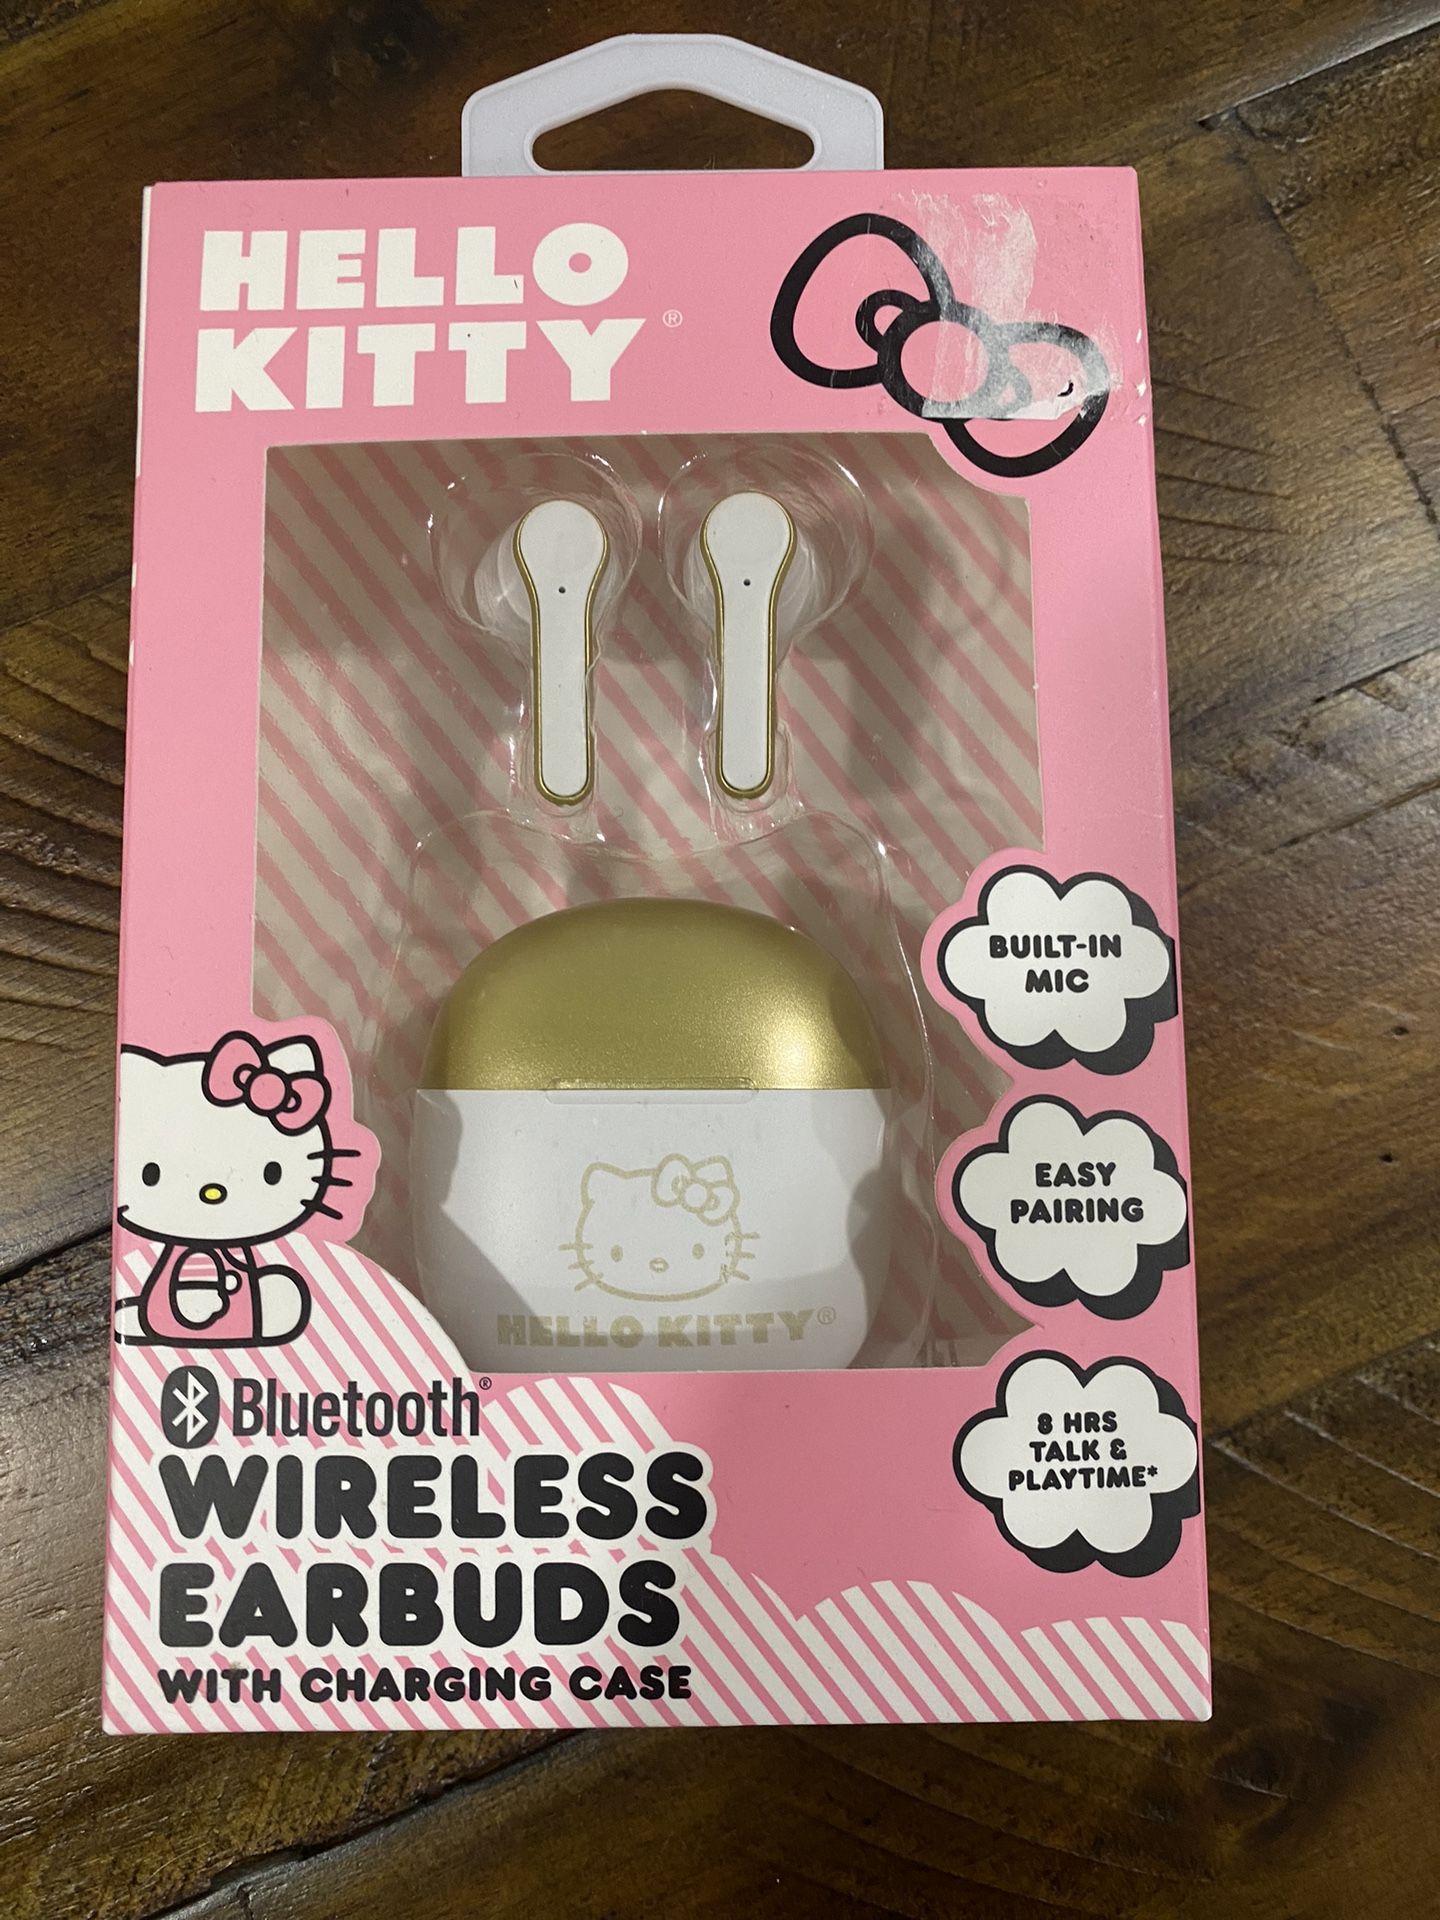 HELLO
KITTY®
BUILT-IN
MIC
EASY
PAIRING
HELLO KITTY®
8 HRS
TALK &
PLAYTIME*
Bluetooth®
WIRELESS
EARBUDS
WITH CHARGING CASE